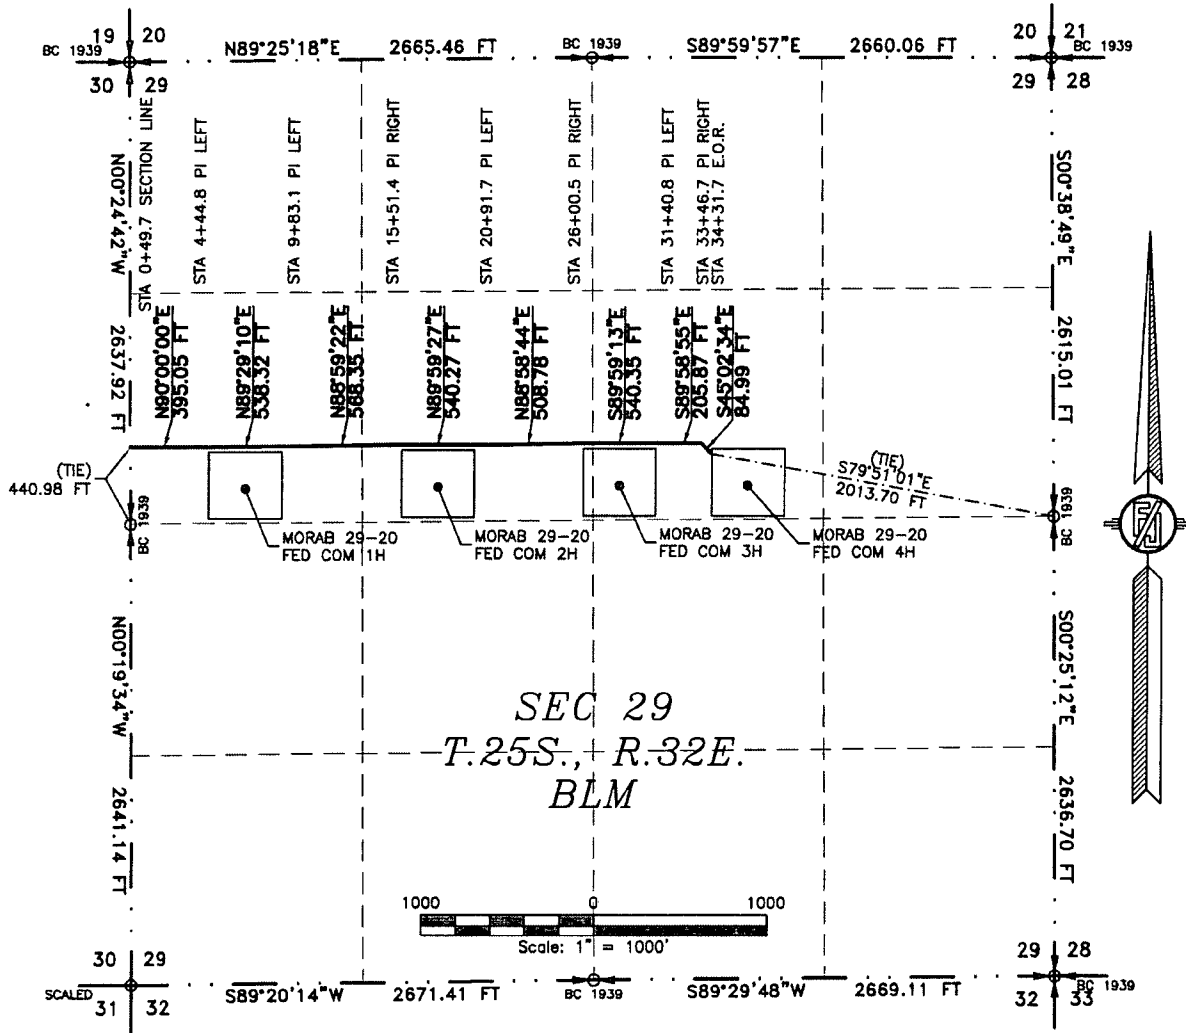 19 20
BC 1939
30 29
N89°25'18"E 2665.46 FT
BC 1939
S89°59'57"E 2660.06 FT
20 21
BC 1939
29 28
N00°24'42"W 2637.92 FT
STA 0+49.7 SECTION LINE
STA 4+44.8 PI LEFT
STA 9+83.1 PI LEFT
STA 15+51.4 PI RIGHT
STA 20+91.7 PI LEFT
STA 26+00.5 PI RIGHT
STA 31+40.8 PI LEFT
STA 33+46.7 PI RIGHT
STA 34+31.7 E.O.R.
S00°38'49"E 2615.01 FT
N90°00'00"E
395.05 FT
N89°29'10"E
538.32 FT
N88°59'22"E
568.35 FT
N89°59'27"E
540.27 FT
N88°58'44"E
508.78 FT
S89°59'13"E
540.35 FT
S89°58'55"E
205.87 FT
S45°02'34"E
84.99 FT
(TIE)
440.98 FT
(TIE)
S79°51'01"E
2013.70 FT
BC 1939
BC 1939
MORAB 29-20
FED COM 1H
MORAB 29-20
FED COM 2H
MORAB 29-20
FED COM 3H
MORAB 29-20
FED COM 4H
N00°19'34"W 2641.14 FT
S00°25'12"E 2636.70 FT
SEC 29
T.25S., R.32E.
BLM
1000 0 1000
Scale: 1" = 1000'
30 29
SCALED
31 32
S89°20'14"W 2671.41 FT
BC 1939
S89°29'48"W 2669.11 FT
29 28
BC 1939
32 33